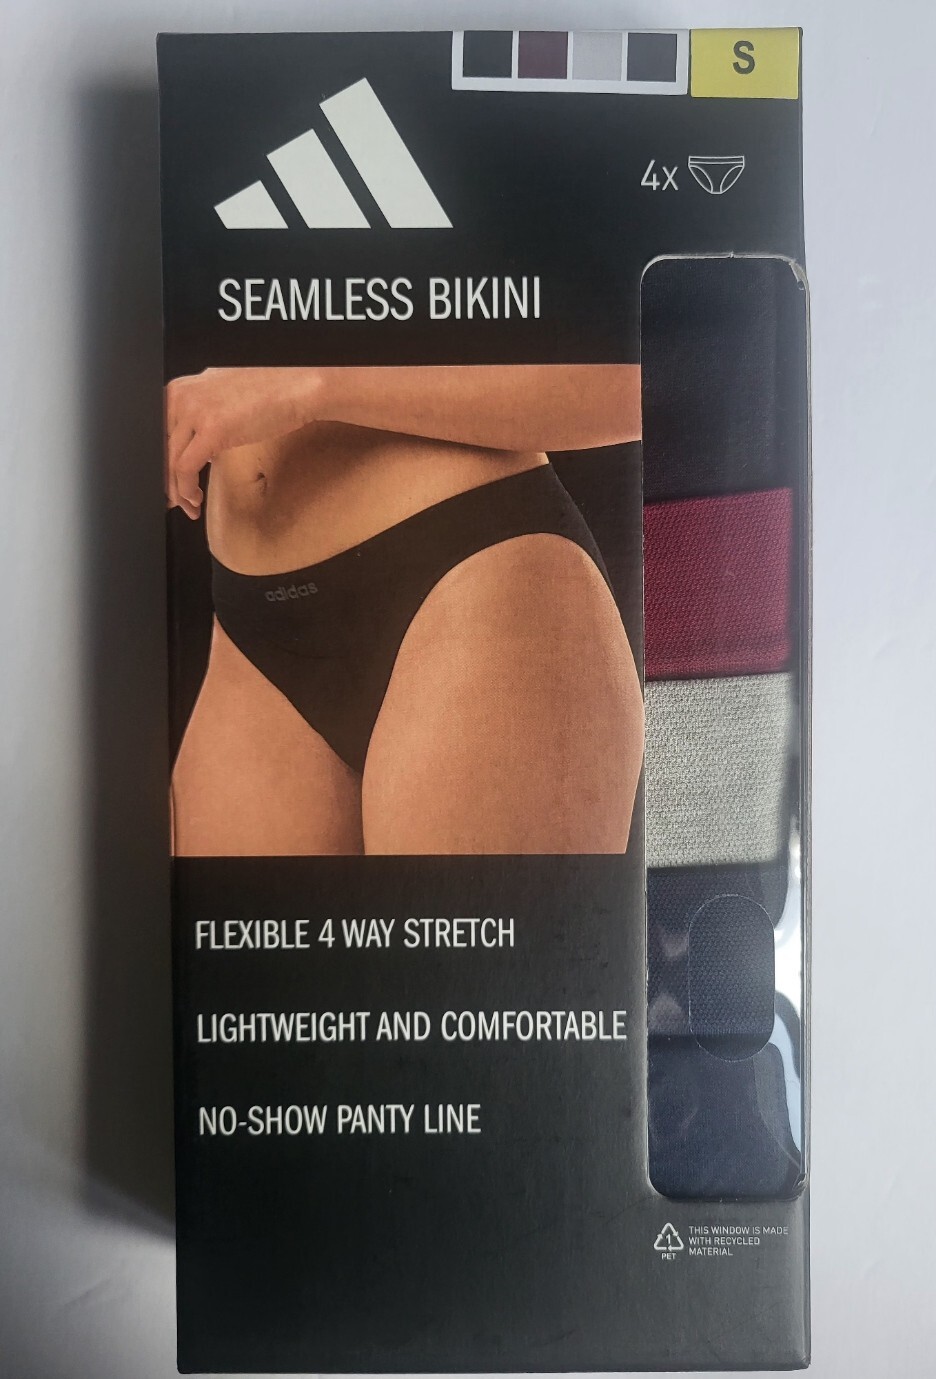 S
4x
SEAMLESS BIKINI
adidas
FLEXIBLE 4 WAY STRETCH
LIGHTWEIGHT AND COMFORTABLE
NO-SHOW PANTY LINE
1
PET
THIS WINDOW IS MADE
WITH RECYCLED
MATERIAL